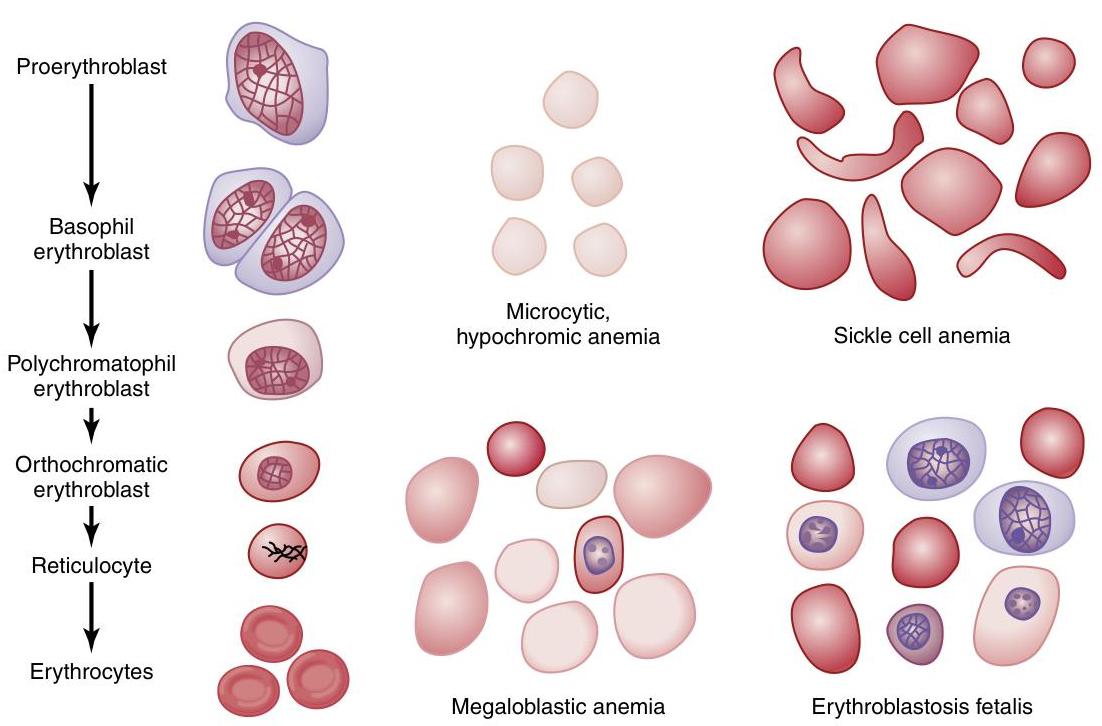 Proerythroblast
Basophil
erythroblast
Polychromatophil
erythroblast
Orthochromatic
erythroblast
Reticulocyte
Erythrocytes
Microcytic,
hypochromic anemia
Sickle cell anemia
Megaloblastic anemia
Erythroblastosis fetalis